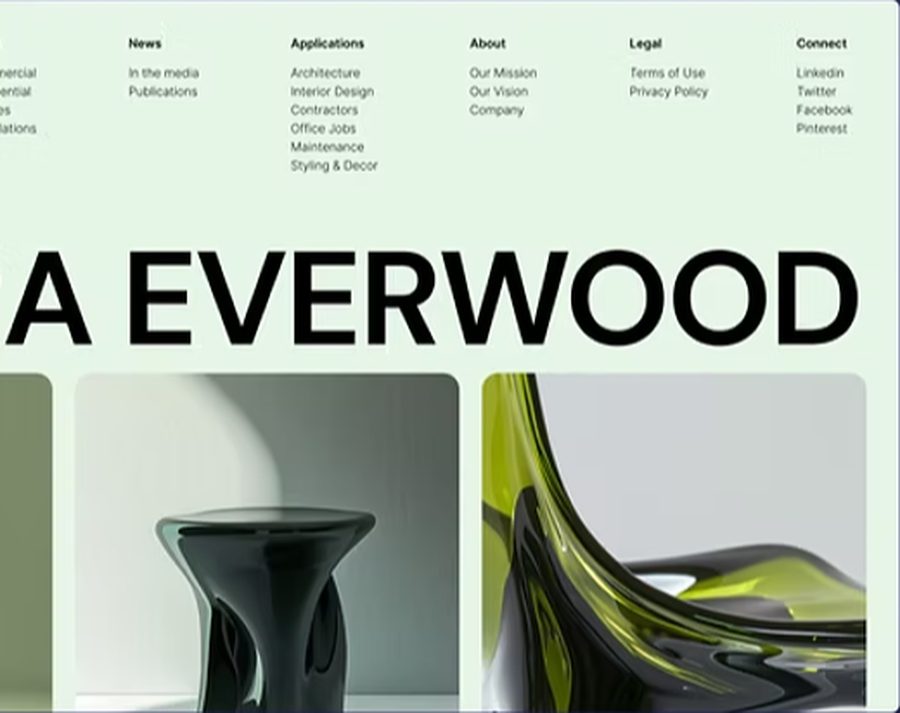 News
In the media
Publications
Applications
Architecture
Interior Design
Contractors
Office Jobs
Maintenance
Styling & Decor
About
Our Mission
Our Vision
Company
Legal
Terms of Use
Privacy Policy
Connect
Linkedin
Twitter
Facebook
Pinterest
A EVERWOOD